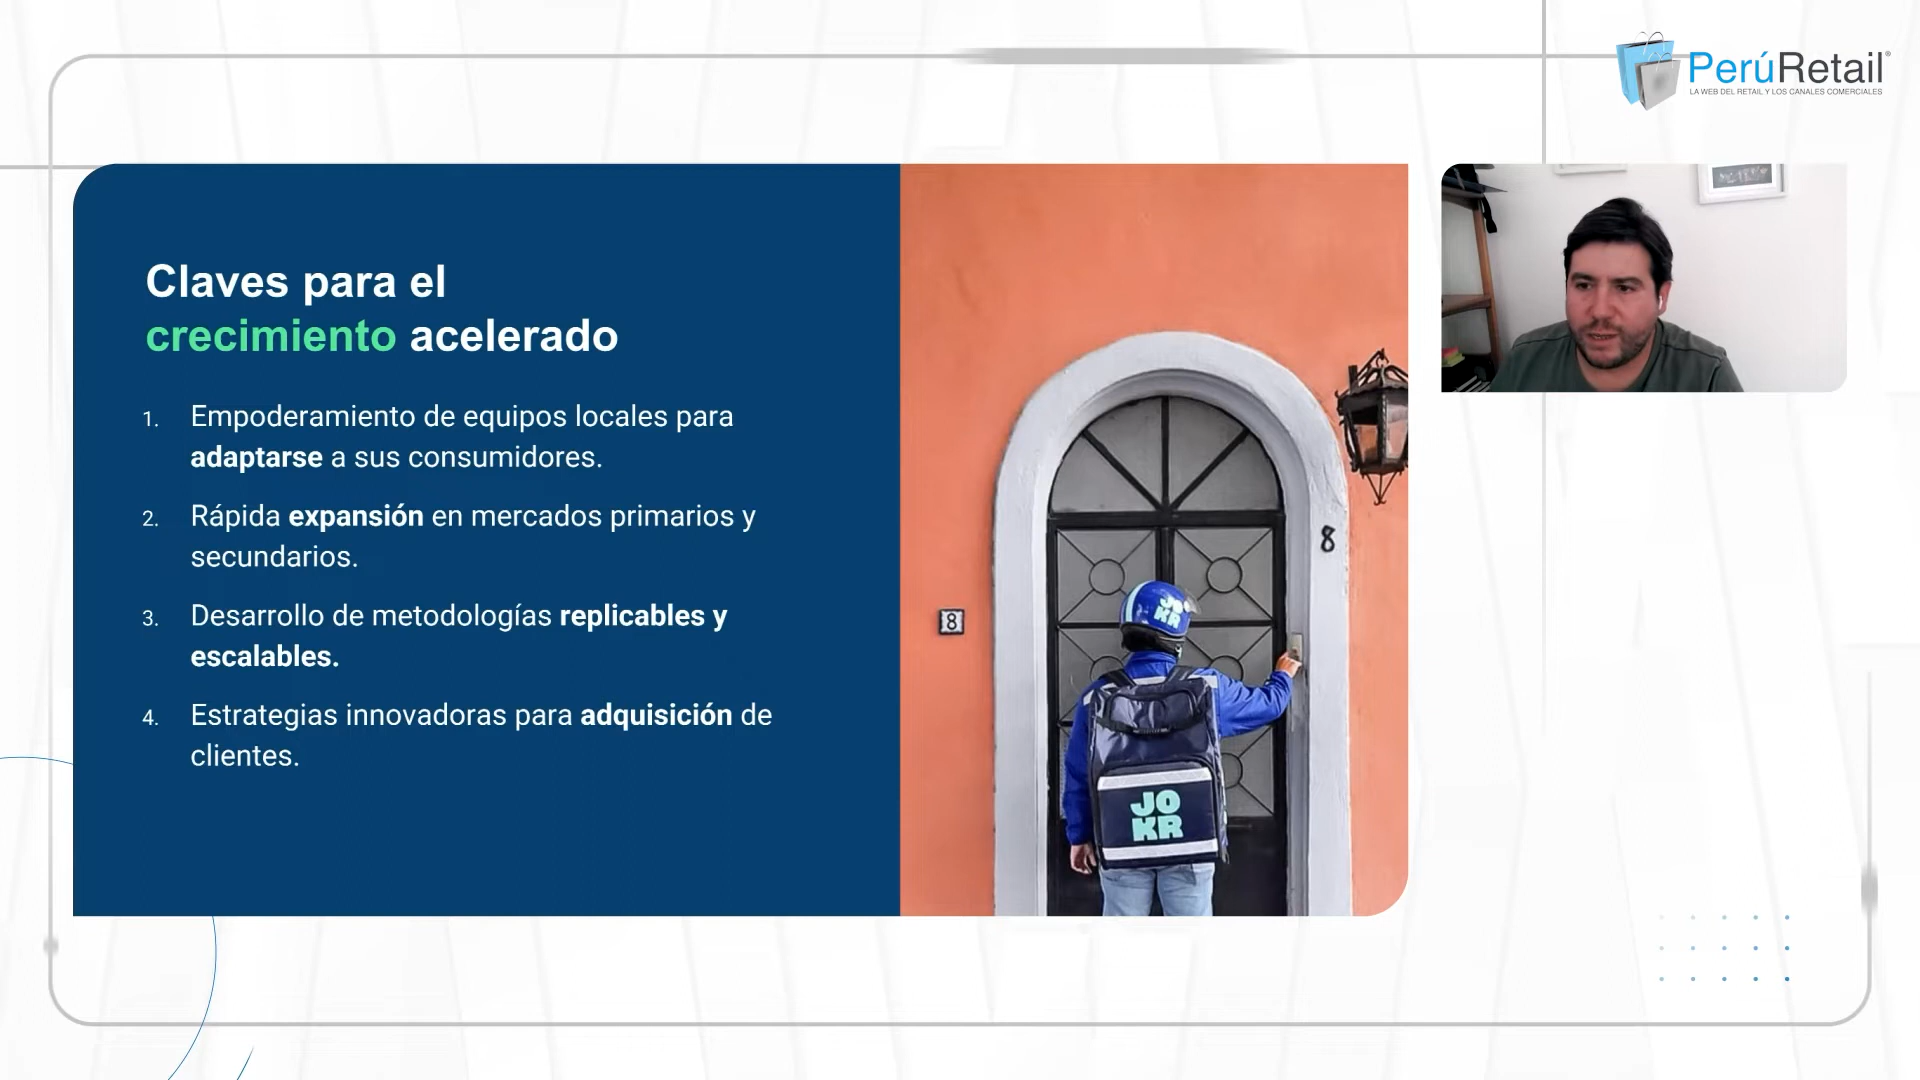 PerúRetail®
LA WEB DEL RETAIL Y LOS CANALES COMERCIALES
Claves para el
crecimiento acelerado
1. Empoderamiento de equipos locales para
adaptarse a sus consumidores.
2. Rápida expansión en mercados primarios y
secundarios.
3. Desarrollo de metodologías replicables y
escalables.
4. Estrategias innovadoras para adquisición de
clientes.
8
8
JO
KR
JO
KR